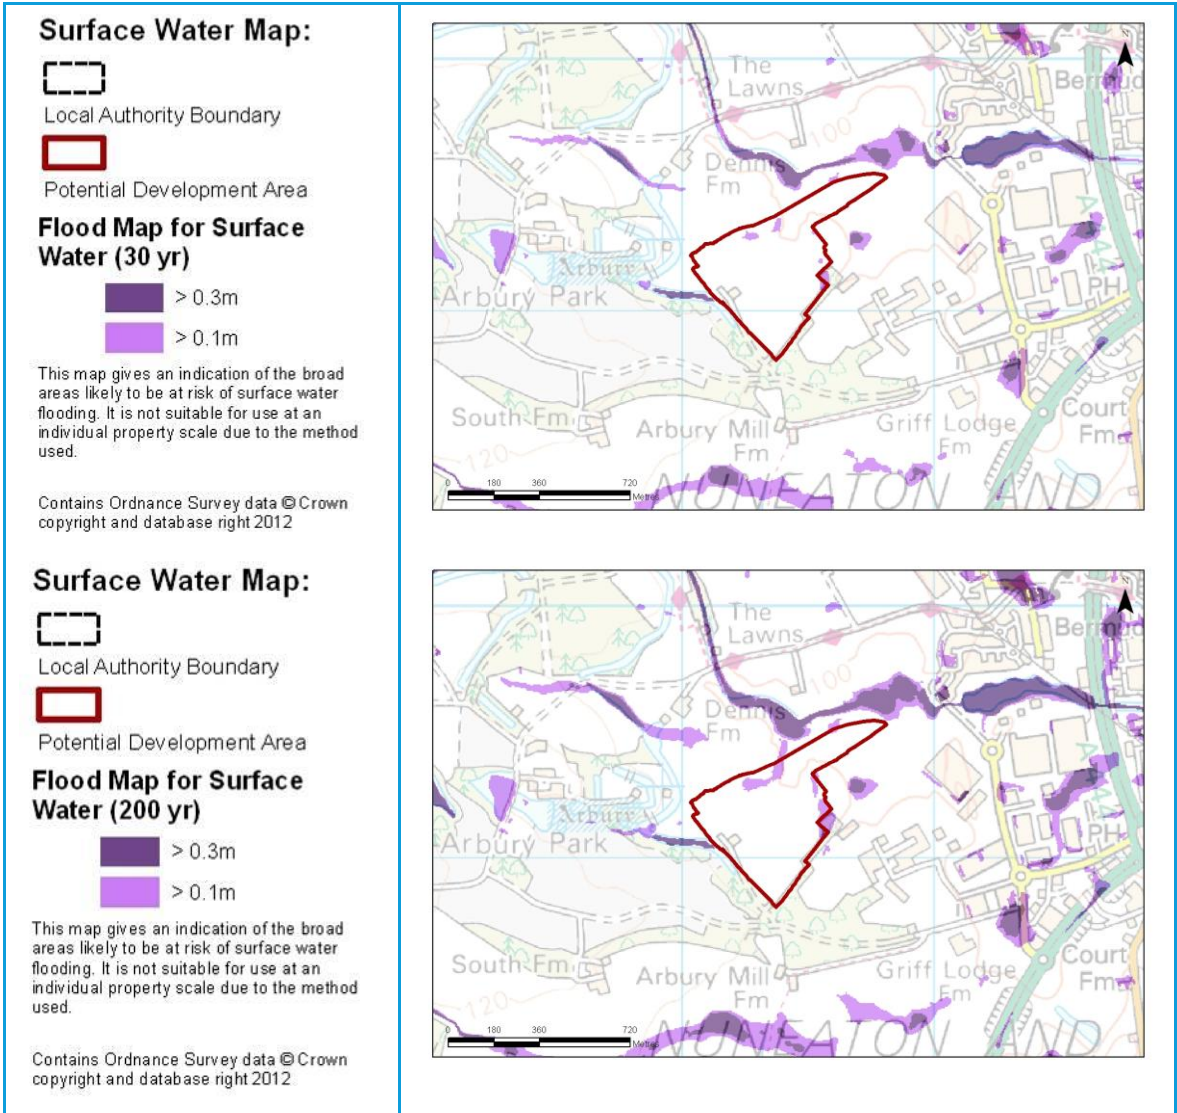 Surface Water Map:
Local Authority Boundary
Potential Development Area
Flood Map for Surface
Water (30 yr)
> 0.3m
> 0.1m
This map gives an indication of the broad
areas likely to be at risk of surface water
flooding. It is not suitable for use at an
individual property scale due to the method
used.
Contains Ordnance Survey data © Crown
copyright and database right 2012
The
Lawns
100
Dennis
Fm
Arbury
Arbury Park
PH
South Fm
Arbury Mill
Fm
Griff Lodge
Fm
Court
Fm
120
NUNEATON AND
0 180 360 720
Metres
Surface Water Map:
Local Authority Boundary
Potential Development Area
Flood Map for Surface
Water (200 yr)
> 0.3m
> 0.1m
This map gives an indication of the broad
areas likely to be at risk of surface water
flooding. It is not suitable for use at an
individual property scale due to the method
used.
Contains Ordnance Survey data © Crown
copyright and database right 2012
The
Lawns
100
Dennis
Fm
Arbury
Arbury Park
PH
South Fm
Arbury Mill
Fm
Griff Lodge
Fm
Court
Fm
120
NUNEATON AND
0 180 360 720
Metres